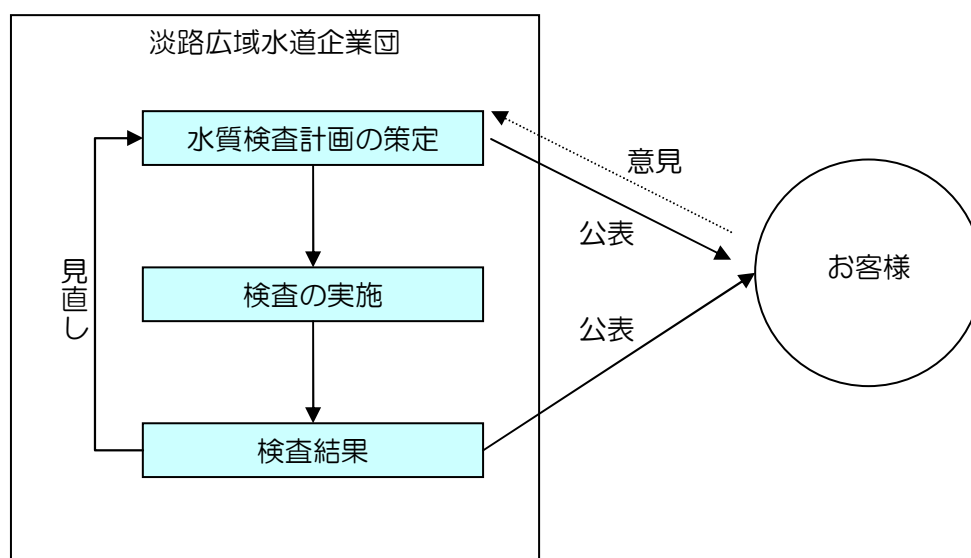 淡路広域水道企業団
水質検査計画の策定
意見
公表
お客様
見直し
検査の実施
公表
検査結果